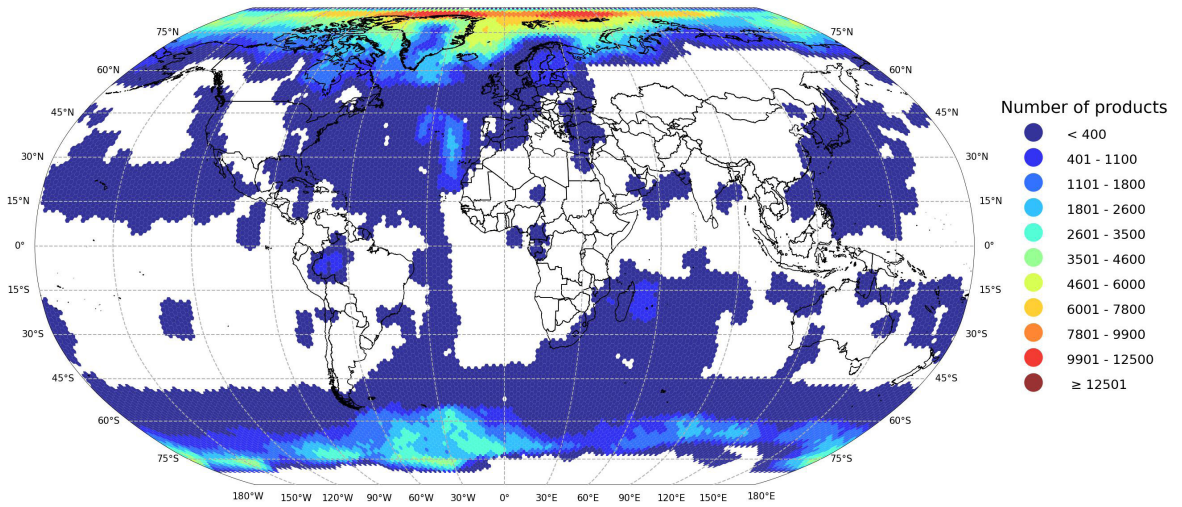 75°N 75°N
60°N 60°N
Number of products
45°N 45°N
< 400
401 - 1100
30°N 30°N
1101 - 1800
15°N 15°N
1801 - 2600
2601 - 3500
0° 0°
3501 - 4600
4601 - 6000
15°S 15°S
6001 - 7800
30°S 30°S
7801 - 9900
9901 - 12500
45°S 45°S
≥ 12501
60°S 60°S
75°S 75°S
180°W 150°W 120°W 90°W 60°W 30°W 0° 30°E 60°E 90°E 120°E 150°E 180°E